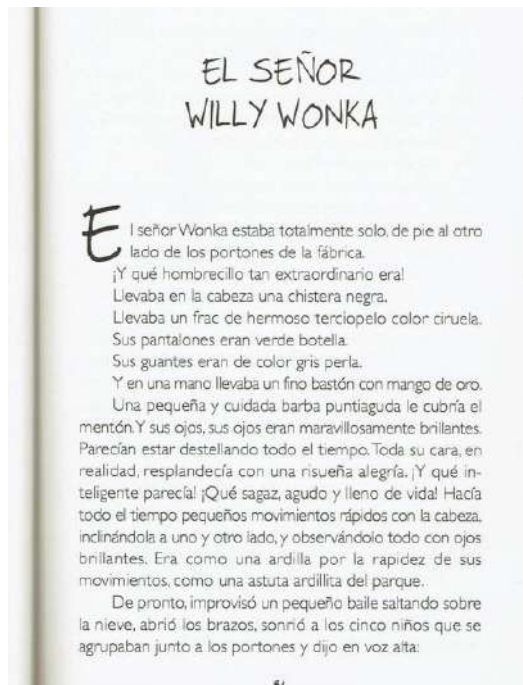 EL SEÑOR
WILLY WONKA
El señor Wonka estaba totalmente solo, de pie al otro
lado de los portones de la fábrica.
¡Y qué hombrecillo tan extraordinario era!
Llevaba en la cabeza una chistera negra.
Llevaba un frac de hermoso terciopelo color ciruela.
Sus pantalones eran verde botella.
Sus guantes eran de color gris perla.
Y en una mano llevaba un fino bastón con mango de oro.
Una pequeña y cuidada barba puntiaguda le cubría el
mentón. Y sus ojos, sus ojos eran maravillosamente brillantes.
Parecían estar destellando todo el tiempo. Toda su cara, en
realidad, resplandecía con una risueña alegría. ¡Y qué in-
teligente parecía! ¡Qué sagaz, agudo y lleno de vida! Hacía
todo el tiempo pequeños movimientos rápidos con la cabeza,
inclinándola a uno y otro lado, y observándolo todo con ojos
brillantes. Era como una ardilla por la rapidez de sus
movimientos, como una astuta ardillita del parque.
De pronto, improvisó un pequeño baile saltando sobre
la nieve, abrió los brazos, sonrió a los cinco niños que se
agrupaban junto a los portones y dijo en voz alta: